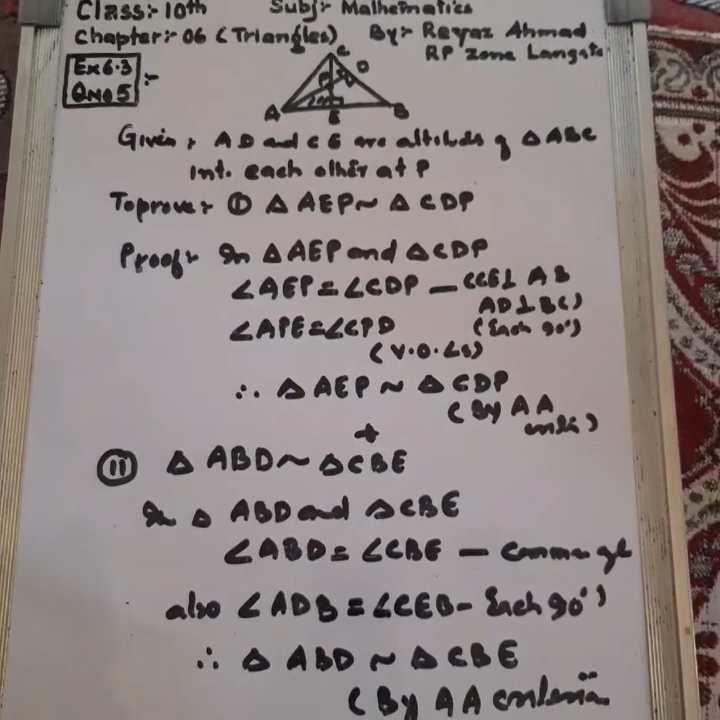 Class:- 10th Subj:- Mathematics
Chapter:- 06 (Triangles) By:- Reyaz Ahmad
RP Zone Langate
Ex 6.3
QNO 5 :-
C
D
P
A E B
Given:- AD and CE are altitudes of △ABC
int. each other at P
To prove:- ① △AEP ~ △CDP
Proof:- In △AEP and △CDP
∠AEP = ∠CDP — (CE⊥AB
AD⊥BC)
∠APE = ∠CPD (Each 90°)
(V.O.∠s)
∴ △AEP ~ △CDP
(By AA
⑪ △ABD ~ △CBE
In △ABD and △CBE
∠ABD = ∠CBE — Common
also ∠ADB = ∠CEB - Each 90°)
∴ △ABD ~ △CBE
(By AA criteria